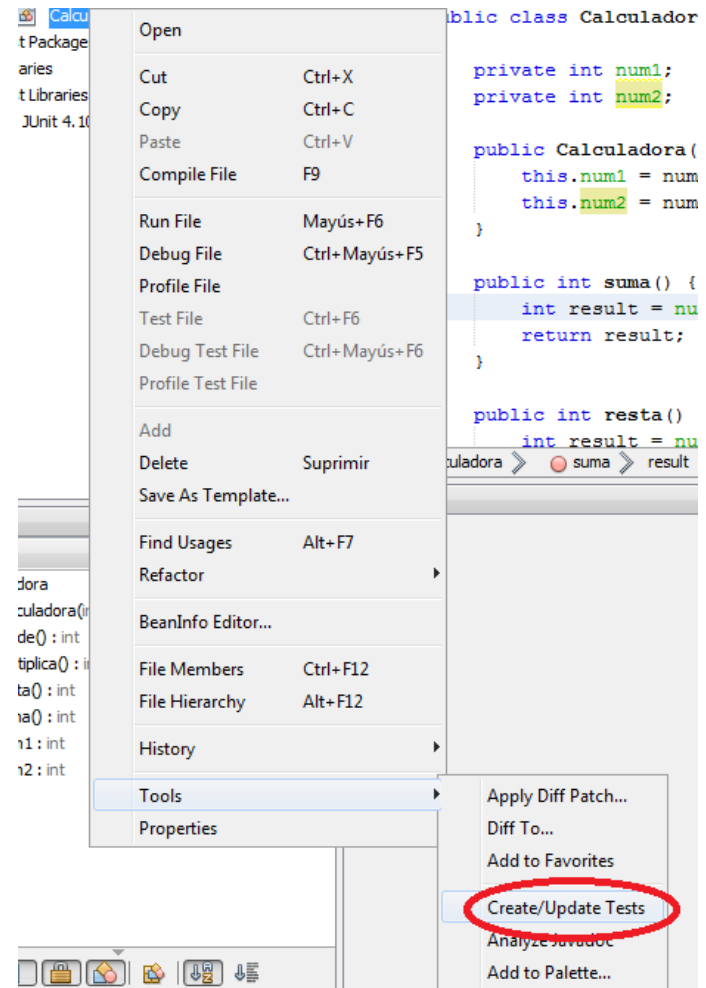 Calcu
t Package
aries
t Libraries
JUnit 4.10
Open
Cut Ctrl+X
Copy Ctrl+C
Paste Ctrl+V
Compile File F9
Run File Mayús+F6
Debug File Ctrl+Mayús+F5
Profile File
Test File Ctrl+F6
Debug Test File Ctrl+Mayús+F6
Profile Test File
Add
Delete Suprimir
Save As Template...
Find Usages Alt+F7
Refactor
BeanInfo Editor...
File Members Ctrl+F12
File Hierarchy Alt+F12
History
Tools
Properties
Apply Diff Patch...
Diff To...
Add to Favorites
Create/Update Tests
Analyze Javadoc
Add to Palette...
blic class Calculador
private int num1;
private int num2;
public Calculadora(
this.num1 = num
this.num2 = num
}
public int suma() {
int result = nu
return result;
}
public int resta()
int result = nu
culadora suma result
dora
culadora(in
de() : int
tiplica() : i
ta() : int
na() : int
n1 : int
n2 : int